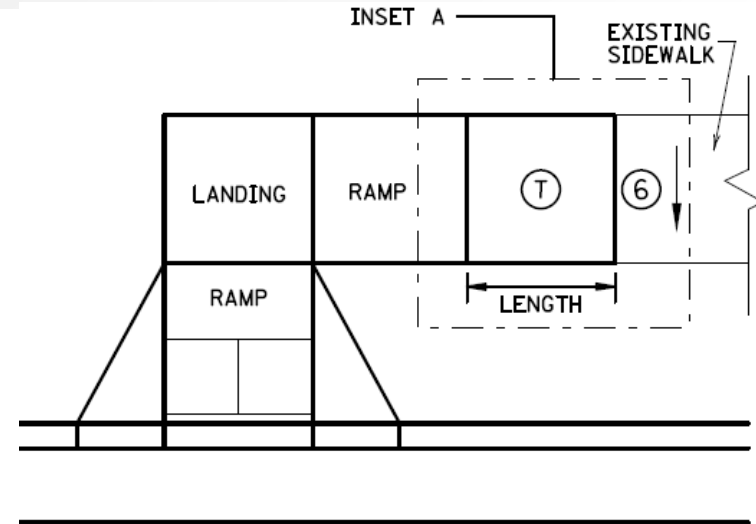 INSET A
EXISTING
SIDEWALK
LANDING
RAMP
T
6
RAMP
LENGTH